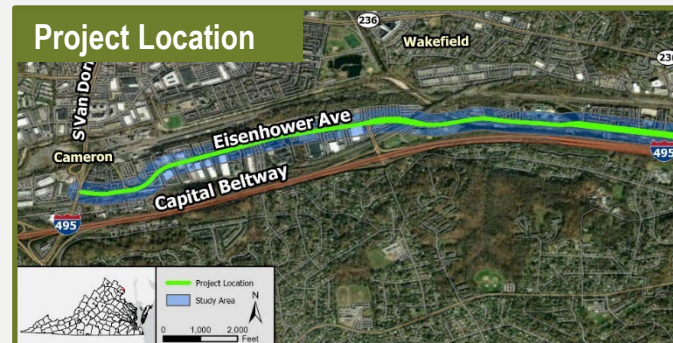 Project Location
236
Wakefield
236
S Van Dorn
Eisenhower Ave
Cameron
Capital Beltway
495
495
Project Location
Study Area
N
0 1,000 2,000
Feet